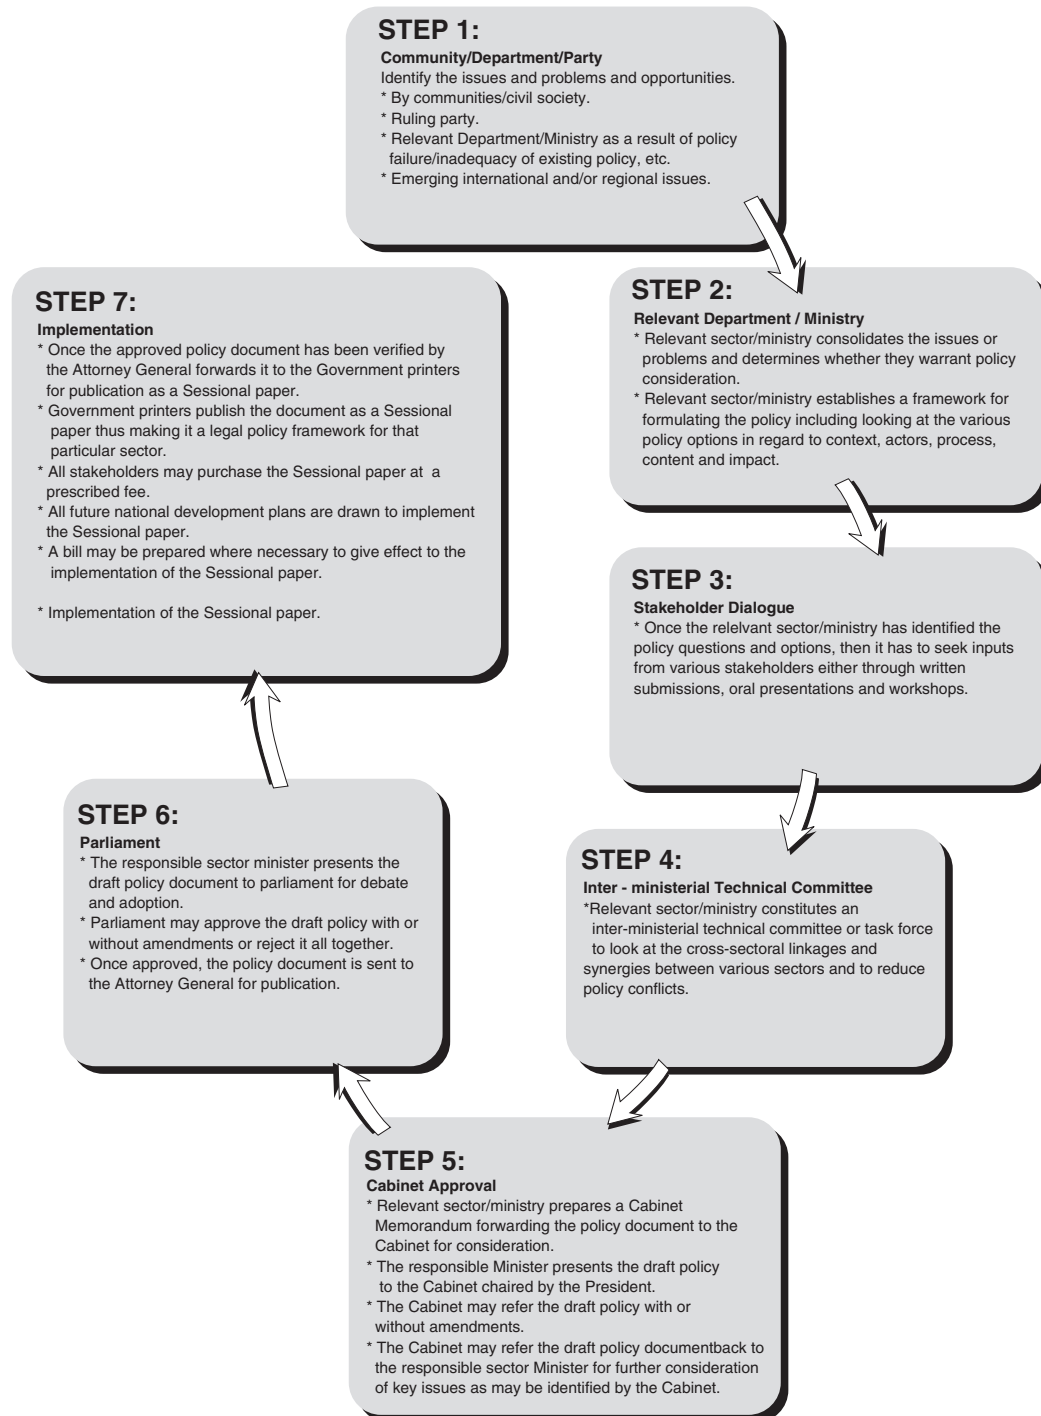 STEP 1:
Community/Department/Party
Identify the issues and problems and opportunities.
* By communities/civil society.
* Ruling party.
* Relevant Department/Ministry as a result of policy
failure/inadequacy of existing policy, etc.
* Emerging international and/or regional issues.
STEP 2:
Relevant Department / Ministry
* Relevant sector/ministry consolidates the issues or
problems and determines whether they warrant policy
consideration.
* Relevant sector/ministry establishes a framework for
formulating the policy including looking at the various
policy options in regard to context, actors, process,
content and impact.
STEP 3:
Stakeholder Dialogue
* Once the relelvant sector/ministry has identified the
policy questions and options, then it has to seek inputs
from various stakeholders either through written
submissions, oral presentations and workshops.
STEP 4:
Inter - ministerial Technical Committee
*Relevant sector/ministry constitutes an
inter-ministerial technical committee or task force
to look at the cross-sectoral linkages and
synergies between various sectors and to reduce
policy conflicts.
STEP 5:
Cabinet Approval
* Relevant sector/ministry prepares a Cabinet
Memorandum forwarding the policy document to the
Cabinet for consideration.
* The responsible Minister presents the draft policy
to the Cabinet chaired by the President.
* The Cabinet may refer the draft policy with or
without amendments.
* The Cabinet may refer the draft policy documentback to
the responsible sector Minister for further consideration
of key issues as may be identified by the Cabinet.
STEP 6:
Parliament
* The responsible sector minister presents the
draft policy document to parliament for debate
and adoption.
* Parliament may approve the draft policy with or
without amendments or reject it all together.
* Once approved, the policy document is sent to
the Attorney General for publication.
STEP 7:
Implementation
* Once the approved policy document has been verified by
the Attorney General forwards it to the Government printers
for publication as a Sessional paper.
* Government printers publish the document as a Sessional
paper thus making it a legal policy framework for that
particular sector.
* All stakeholders may purchase the Sessional paper at a
prescribed fee.
* All future national development plans are drawn to implement
the Sessional paper.
* A bill may be prepared where necessary to give effect to the
implementation of the Sessional paper.
* Implementation of the Sessional paper.